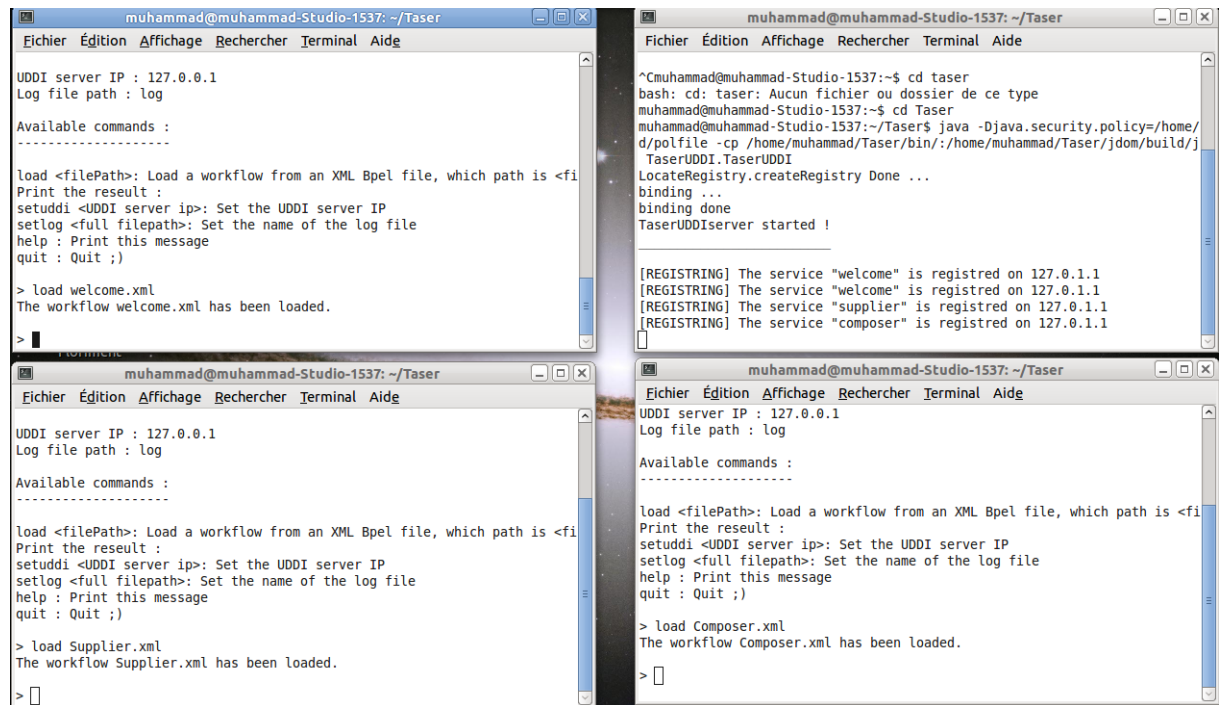 muhammad@muhammad-Studio-1537: ~/Taser
Fichier Édition Affichage Rechercher Terminal Aide
UDDI server IP : 127.0.0.1
Log file path : log
Available commands :
--------------------
load <filePath>: Load a workflow from an XML Bpel file, which path is <fi
Print the reseult :
setuddi <UDDI server ip>: Set the UDDI server IP
setlog <full filepath>: Set the name of the log file
help : Print this message
quit : Quit ;)
> load welcome.xml
The workflow welcome.xml has been loaded.
>
muhammad@muhammad-Studio-1537: ~/Taser
Fichier Édition Affichage Rechercher Terminal Aide
^Cmuhammad@muhammad-Studio-1537:~$ cd taser
bash: cd: taser: Aucun fichier ou dossier de ce type
muhammad@muhammad-Studio-1537:~$ cd Taser
muhammad@muhammad-Studio-1537:~/Taser$ java -Djava.security.policy=/home/
d/polfile -cp /home/muhammad/Taser/bin/:/home/muhammad/Taser/jdom/build/j
TaserUDDI.TaserUDDI
LocateRegistry.createRegistry Done ...
binding ...
binding done
TaserUDDIserver started !
_______________________
[REGISTRING] The service "welcome" is registred on 127.0.1.1
[REGISTRING] The service "welcome" is registred on 127.0.1.1
[REGISTRING] The service "supplier" is registred on 127.0.1.1
[REGISTRING] The service "composer" is registred on 127.0.1.1
muhammad@muhammad-Studio-1537: ~/Taser
Fichier Édition Affichage Rechercher Terminal Aide
UDDI server IP : 127.0.0.1
Log file path : log
Available commands :
--------------------
load <filePath>: Load a workflow from an XML Bpel file, which path is <fi
Print the reseult :
setuddi <UDDI server ip>: Set the UDDI server IP
setlog <full filepath>: Set the name of the log file
help : Print this message
quit : Quit ;)
> load Supplier.xml
The workflow Supplier.xml has been loaded.
>
muhammad@muhammad-Studio-1537: ~/Taser
Fichier Édition Affichage Rechercher Terminal Aide
UDDI server IP : 127.0.0.1
Log file path : log
Available commands :
--------------------
load <filePath>: Load a workflow from an XML Bpel file, which path is <fi
Print the reseult :
setuddi <UDDI server ip>: Set the UDDI server IP
setlog <full filepath>: Set the name of the log file
help : Print this message
quit : Quit ;)
> load Composer.xml
The workflow Composer.xml has been loaded.
>